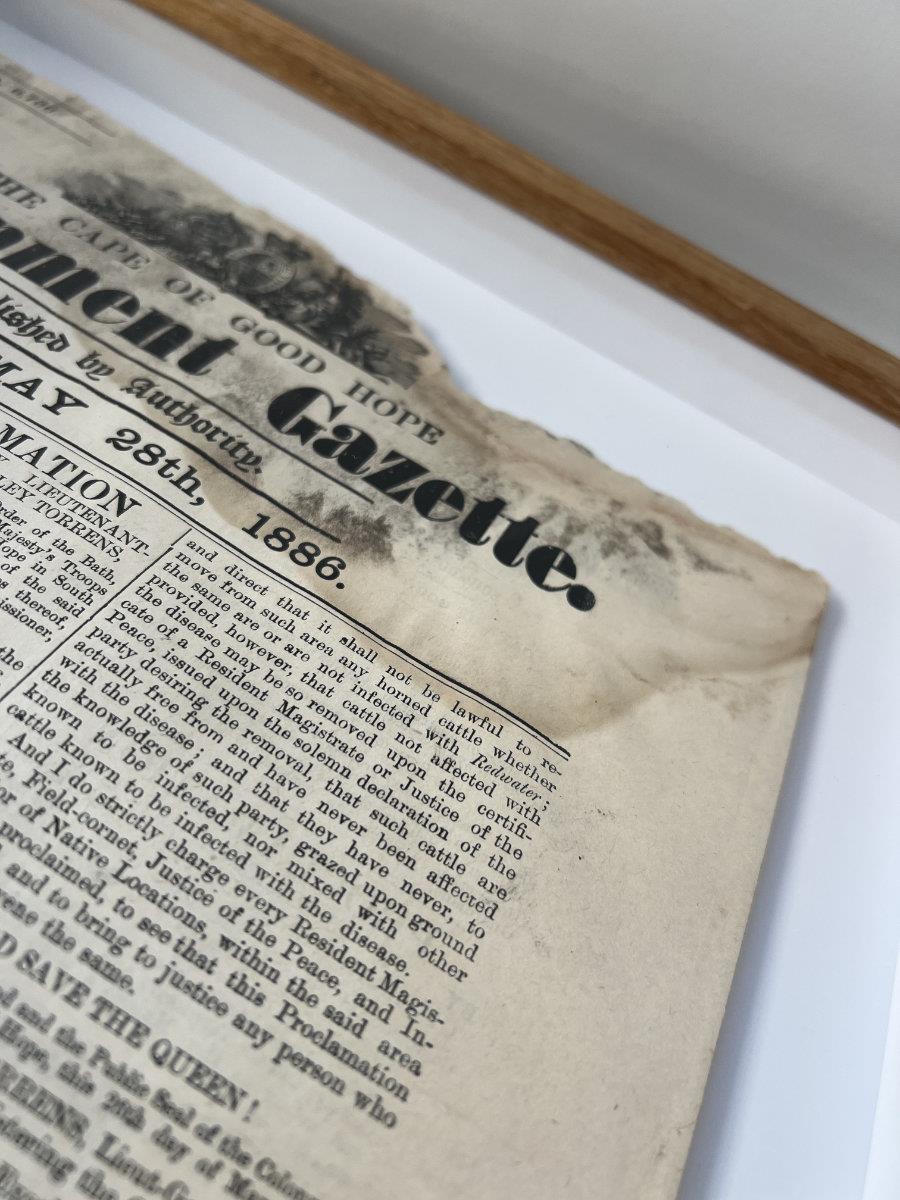 THE CAPE OF GOOD HOPE
nment Gazette.
lished by Authority.
MAY 28th, 1886.
MATION
LIEUTENANT-
LEY TORRENS,
Order of the Bath,
Majesty's Troops
ope in South
of the said
s thereof,
issioner,
the
and direct that it shall not be lawful to re-
move from such area any horned cattle whether
the same are or are not infected with Redwater;
provided, however, that cattle not affected with
the disease may be so removed upon the certifi-
cate of a Resident Magistrate or Justice of the
Peace, issued upon the solemn declaration of the
party desiring the removal, that such cattle are
actually free from and have never been affected
with the disease; and that they have never, to
the knowledge of such party, grazed upon ground
known to be infected, nor mixed with other
cattle known to be infected with the disease.
And I do strictly charge every Resident Magis-
te, Field-cornet, Justice of the Peace, and In-
or of Native Locations, within the said area
proclaimed, to see that this Proclamation
and to bring to justice any person who
vene the same.
D SAVE THE QUEEN!
and the Public Seal of the Colony
Hope, this 26th day of
RRENS, Lieut-G